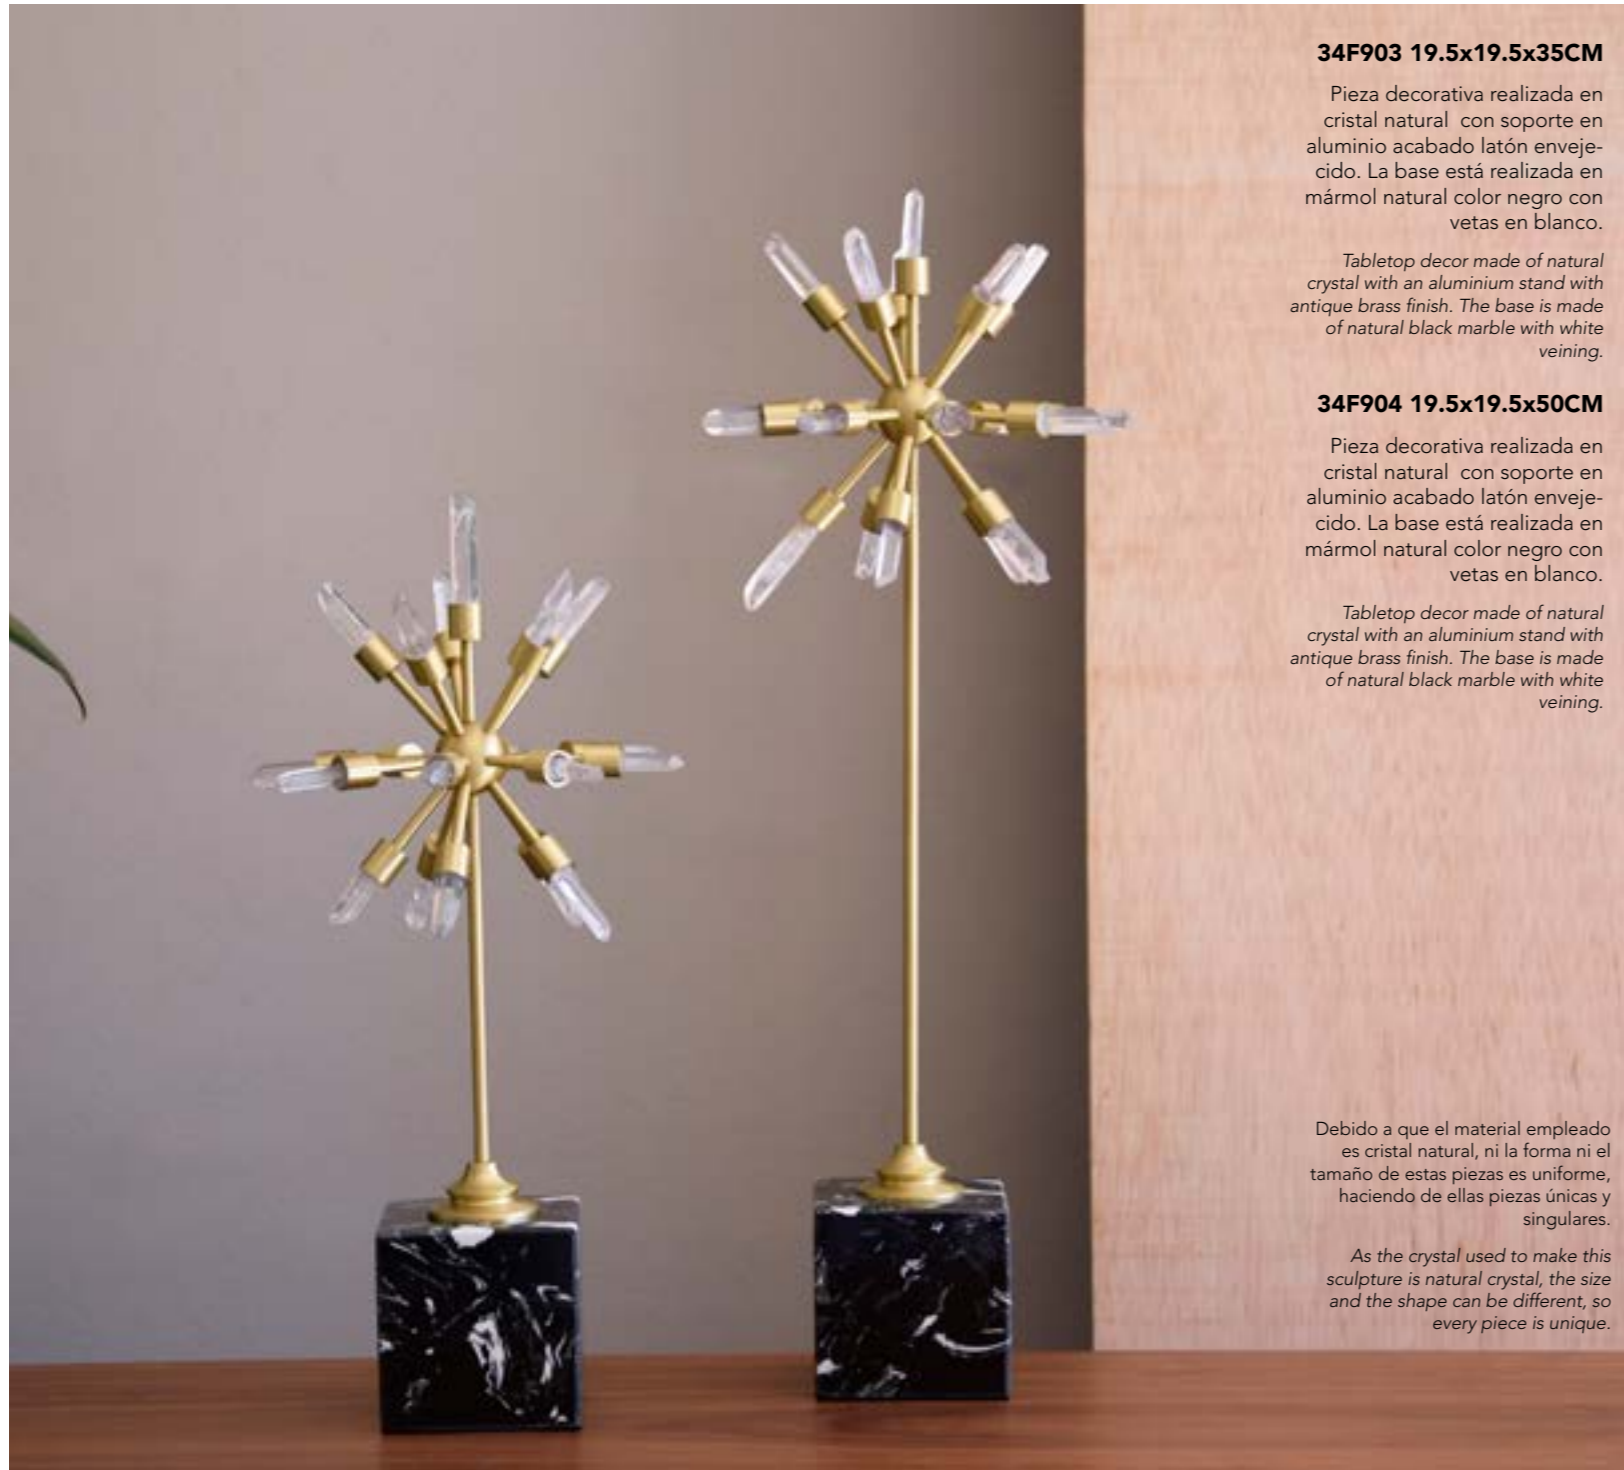 34F903 19.5x19.5x35CM
Pieza decorativa realizada en
cristal natural  con soporte en
aluminio acabado latón enveje-
cido. La base está realizada en
mármol natural color negro con
vetas en blanco.
Tabletop decor made of natural
crystal with an aluminium stand with
antique brass finish. The base is made
of natural black marble with white
veining.
34F904 19.5x19.5x50CM
Pieza decorativa realizada en
cristal natural  con soporte en
aluminio acabado latón enveje-
cido. La base está realizada en
mármol natural color negro con
vetas en blanco.
Tabletop decor made of natural
crystal with an aluminium stand with
antique brass finish. The base is made
of natural black marble with white
veining.
Debido a que el material empleado
es cristal natural, ni la forma ni el
tamaño de estas piezas es uniforme,
haciendo de ellas piezas únicas y
singulares.
As the crystal used to make this
sculpture is natural crystal, the size
and the shape can be different, so
every piece is unique.